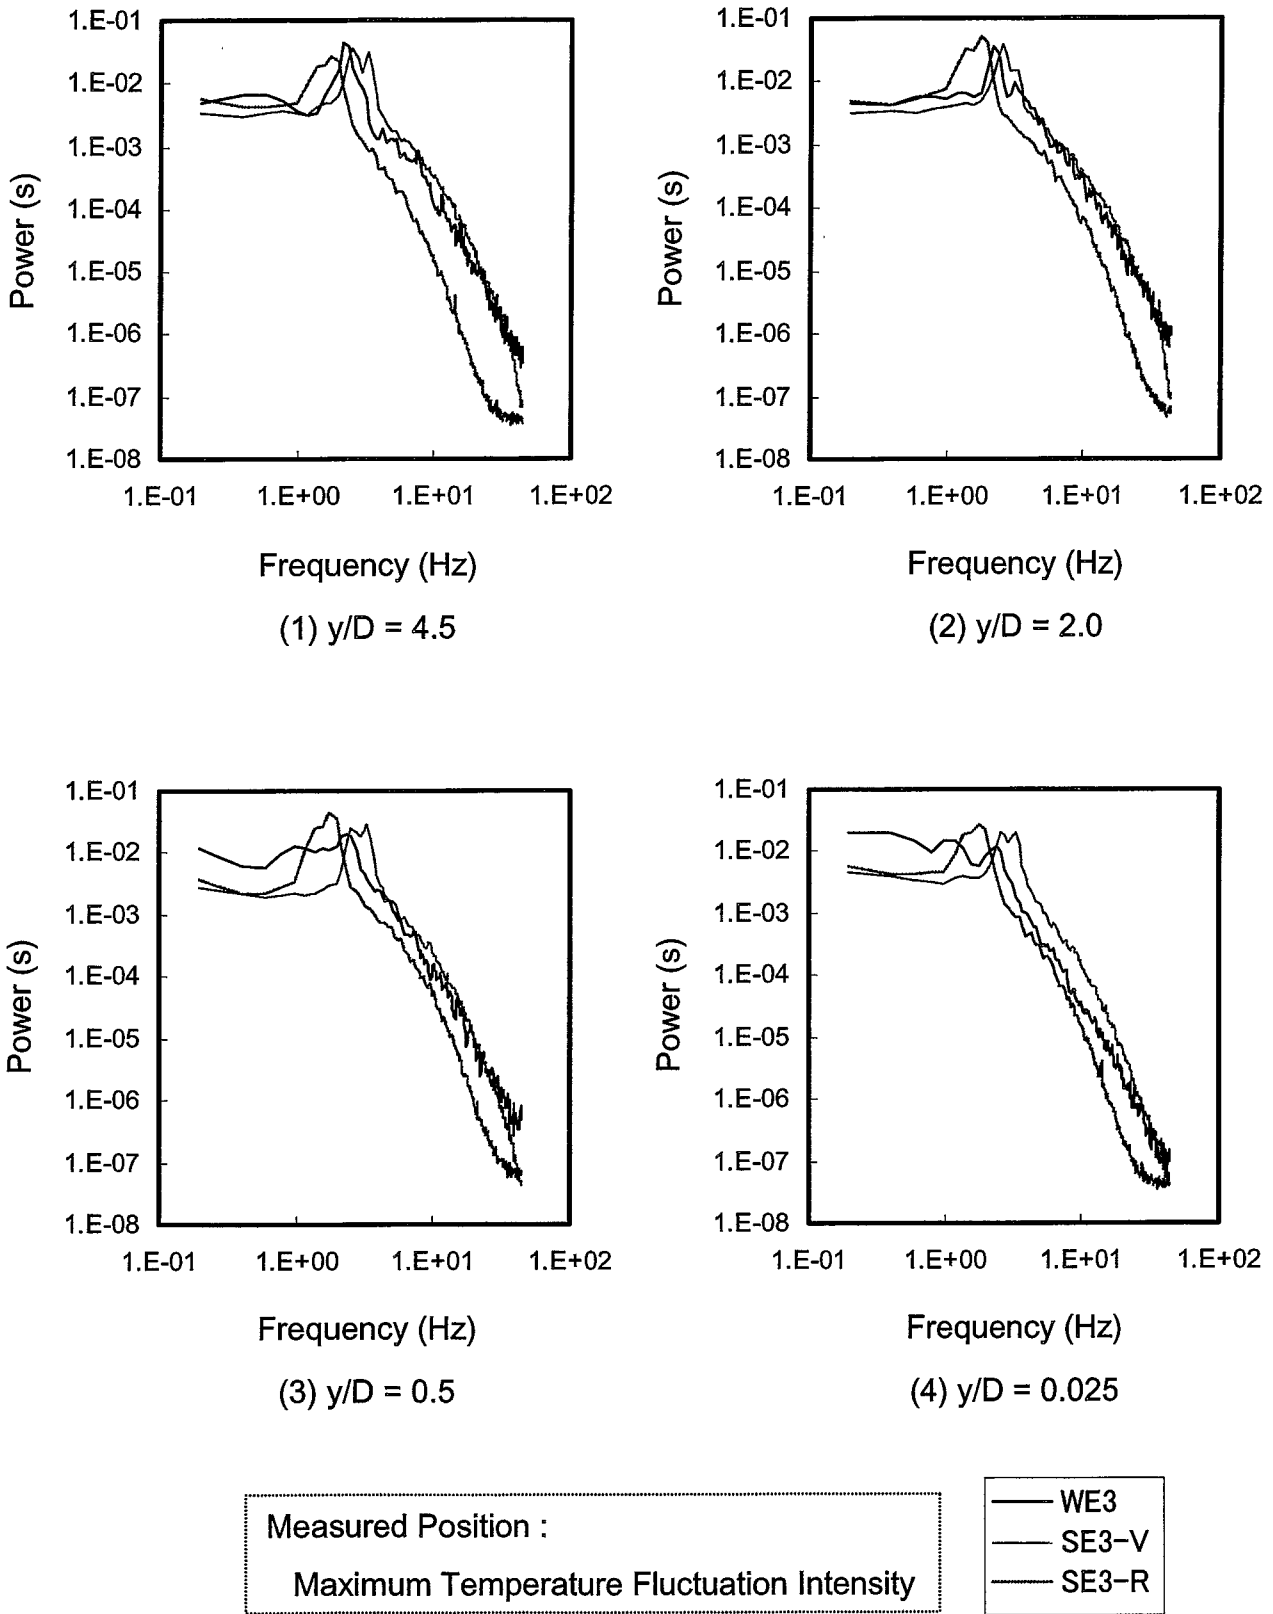 1.E-01
1.E-02
1.E-03
1.E-04
1.E-05
1.E-06
1.E-07
1.E-08
Power (s)
1.E-01 1.E+00 1.E+01 1.E+02
Frequency (Hz)
(1) y/D = 4.5
1.E-01
1.E-02
1.E-03
1.E-04
1.E-05
1.E-06
1.E-07
1.E-08
Power (s)
1.E-01 1.E+00 1.E+01 1.E+02
Frequency (Hz)
(2) y/D = 2.0
1.E-01
1.E-02
1.E-03
1.E-04
1.E-05
1.E-06
1.E-07
1.E-08
Power (s)
1.E-01 1.E+00 1.E+01 1.E+02
Frequency (Hz)
(3) y/D = 0.5
1.E-01
1.E-02
1.E-03
1.E-04
1.E-05
1.E-06
1.E-07
1.E-08
Power (s)
1.E-01 1.E+00 1.E+01 1.E+02
Frequency (Hz)
(4) y/D = 0.025
Measured Position :
Maximum Temperature Fluctuation Intensity
WE3
SE3-V
SE3-R